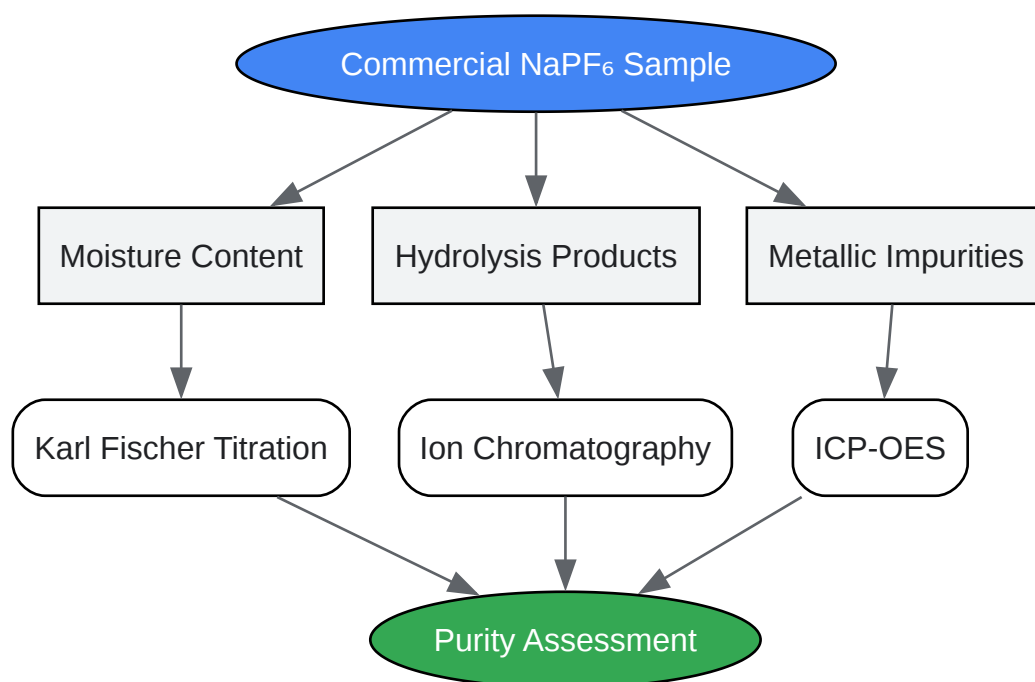 Commercial NaPF₆ Sample
Moisture Content
Hydrolysis Products
Metallic Impurities
Karl Fischer Titration
Ion Chromatography
ICP-OES
Purity Assessment